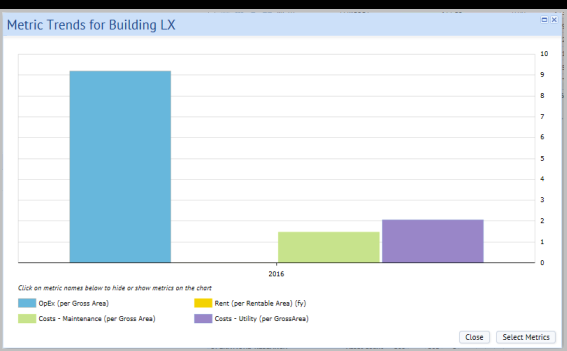 Metric Trends for Building LX
10
9
8
7
6
5
4
3
2
1
0
2016
Click on metric names below to hide or show metrics on the chart
OpEx (per Gross Area)
Rent (per Rentable Area) (fy)
Costs - Maintenance (per Gross Area)
Costs - Utility (per GrossArea)
Close
Select Metrics